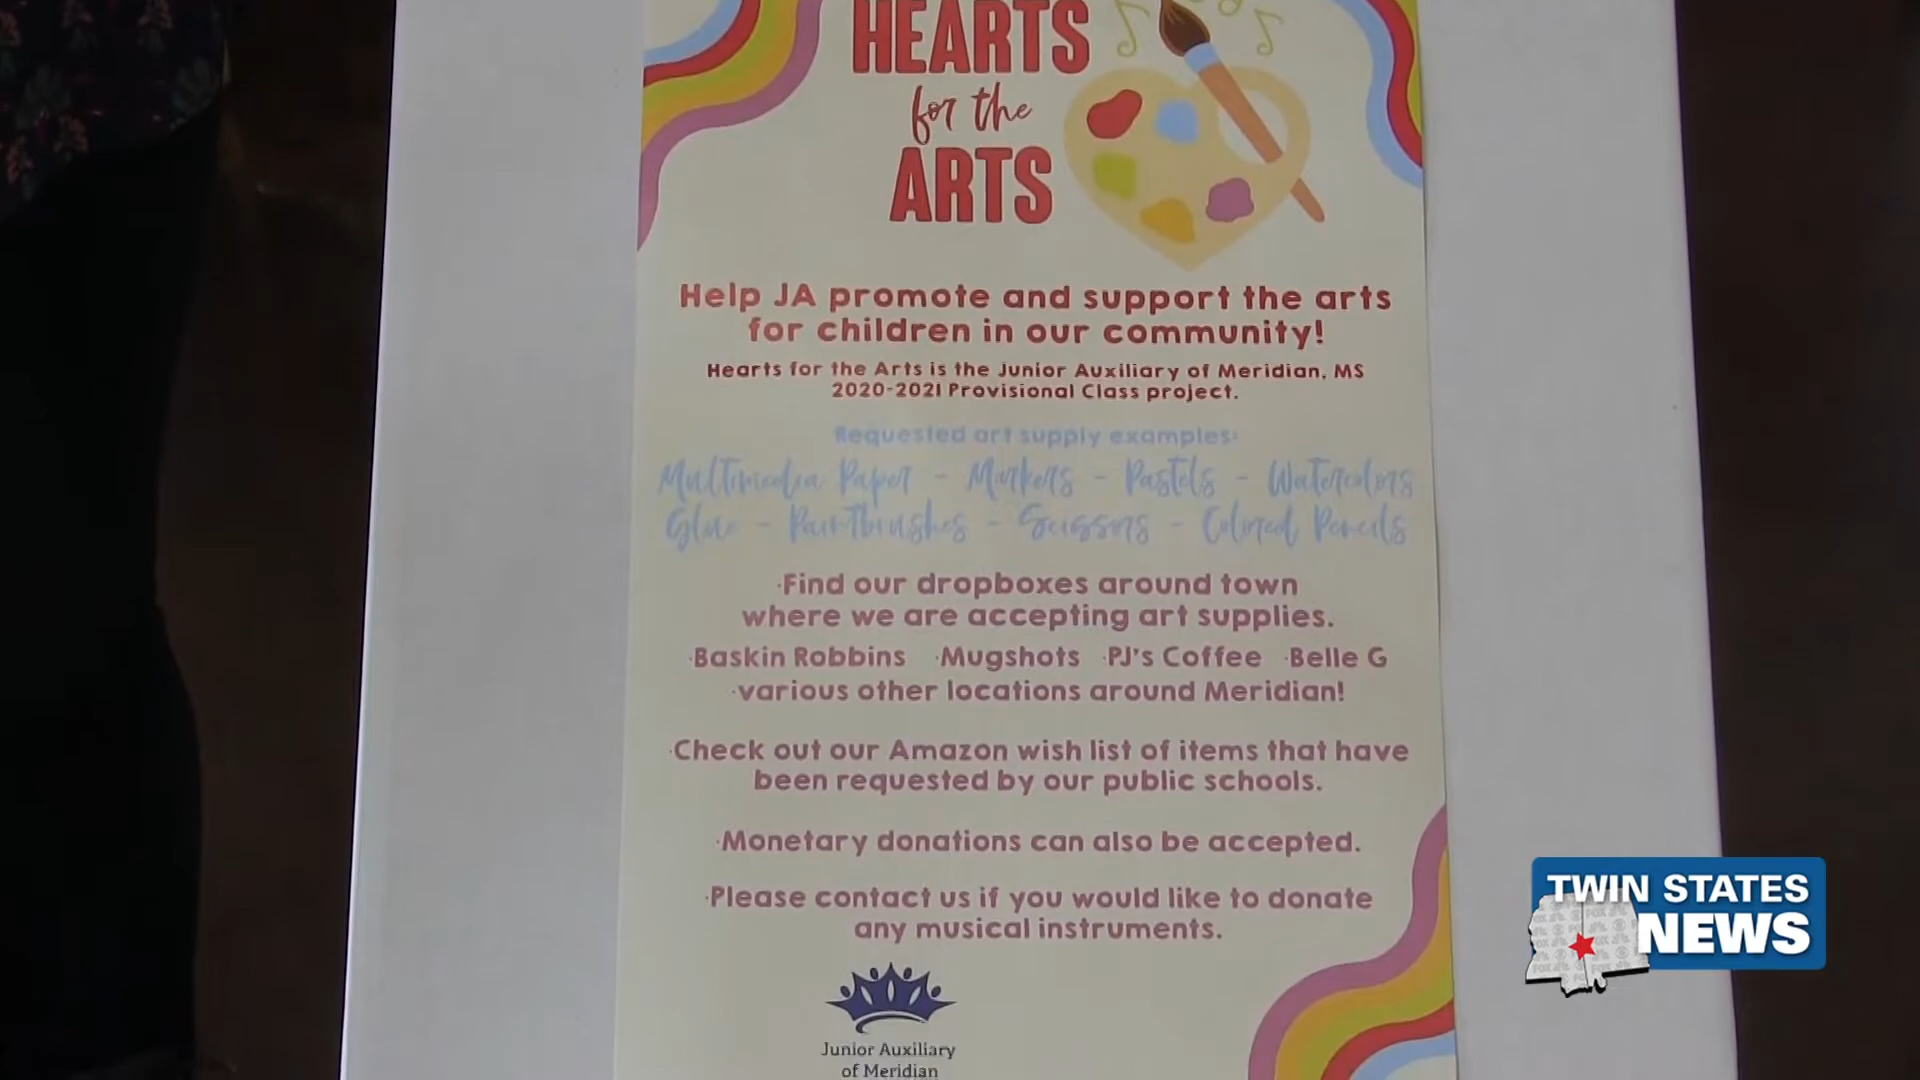 HEARTS
for the
ARTS
Help JA promote and support the arts
for children in our community!
Hearts for the Arts is the Junior Auxiliary of Meridian, MS
2020-2021 Provisional Class project.
Requested art supply examples:
Multimedia Paper - Markers - Pastels - Watercolors
Glue - Paintbrushes - Scissors - Colored Pencils
·Find our dropboxes around town
where we are accepting art supplies.
·Baskin Robbins ·Mugshots ·PJ's Coffee ·Belle G
·various other locations around Meridian!
·Check out our Amazon wish list of items that have
been requested by our public schools.
·Monetary donations can also be accepted.
·Please contact us if you would like to donate
any musical instruments.
Junior Auxiliary
of Meridian
TWIN STATES
NEWS